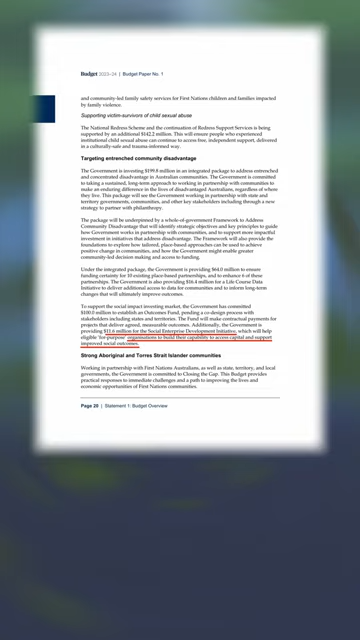 Budget 2023–24 | Budget Paper No. 1
and community-led family safety services for First Nations children and families impacted
by family violence.
Supporting victim-survivors of child sexual abuse
The National Redress Scheme and the continuation of Redress Support Services is being
supported by an additional $142.2 million. This will ensure people who experienced
institutional child sexual abuse can continue to access free, independent support, delivered
in a culturally-safe and trauma-informed way.
Targeting entrenched community disadvantage
The Government is investing $199.8 million in an integrated package to address entrenched
and concentrated disadvantage in Australian communities. The Government is committed
to taking a sustained, long-term approach to working in partnership with communities to
make an enduring difference in the lives of disadvantaged Australians, regardless of where
they live. This package will see the Government working in partnership with state and
territory governments, communities, and other key stakeholders including through a new
strategy to partner with philanthropy.
The package will be underpinned by a whole-of-government Framework to Address
Community Disadvantage that will identify strategic objectives and key principles to guide
how Government works in partnership with communities, and to support more impactful
investment in initiatives that address disadvantage. The Framework will also provide the
foundations to explore how tailored, place-based approaches can be used to achieve
positive change in communities, and how the Government might enable greater
community-led decision making and access to funding.
Under the integrated package, the Government is providing $64.0 million to ensure
funding certainty for 10 existing place-based partnerships, and to enhance 6 of these
partnerships. The Government is also providing $16.4 million for a Life Course Data
Initiative to deliver additional access to data for communities and to inform long-term
changes that will ultimately improve outcomes.
To support the social impact investing market, the Government has committed
$100.0 million to establish an Outcomes Fund, pending a co-design process with
stakeholders including states and territories. The Fund will make contractual payments for
projects that deliver agreed, measurable outcomes. Additionally, the Government is
providing $11.6 million for the Social Enterprise Development Initiative, which will help
eligible 'for-purpose' organisations to build their capability to access capital and support
improved social outcomes.
Strong Aboriginal and Torres Strait Islander communities
Working in partnership with First Nations Australians, as well as state, territory, and local
governments, the Government is committed to Closing the Gap. This Budget provides
practical responses to immediate challenges and a path to improving the lives and
economic opportunities of First Nations communities.
Page 20 | Statement 1: Budget Overview